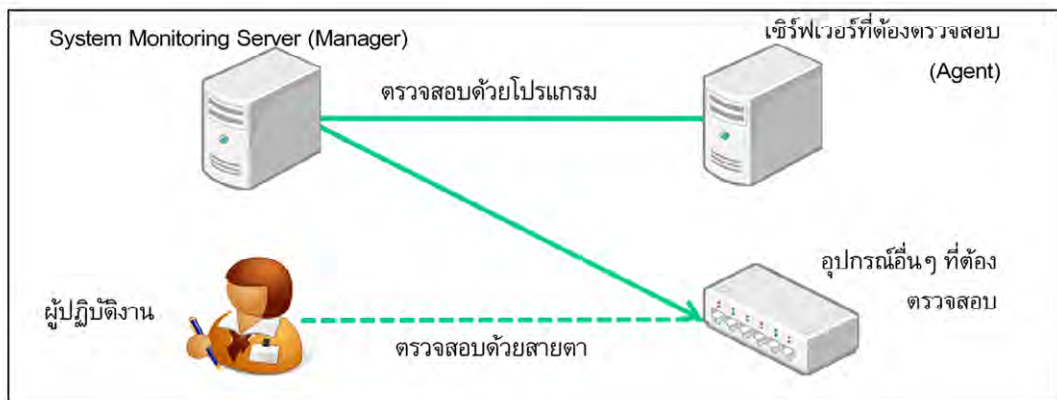 System Monitoring Server (Manager)
เซิร์ฟเวอร์ที่ต้องตรวจสอบ
(Agent)
ตรวจสอบด้วยโปรแกรม
อุปกรณ์อื่นๆ ที่ต้อง
ตรวจสอบ
ผู้ปฏิบัติงาน
ตรวจสอบด้วยสายตา